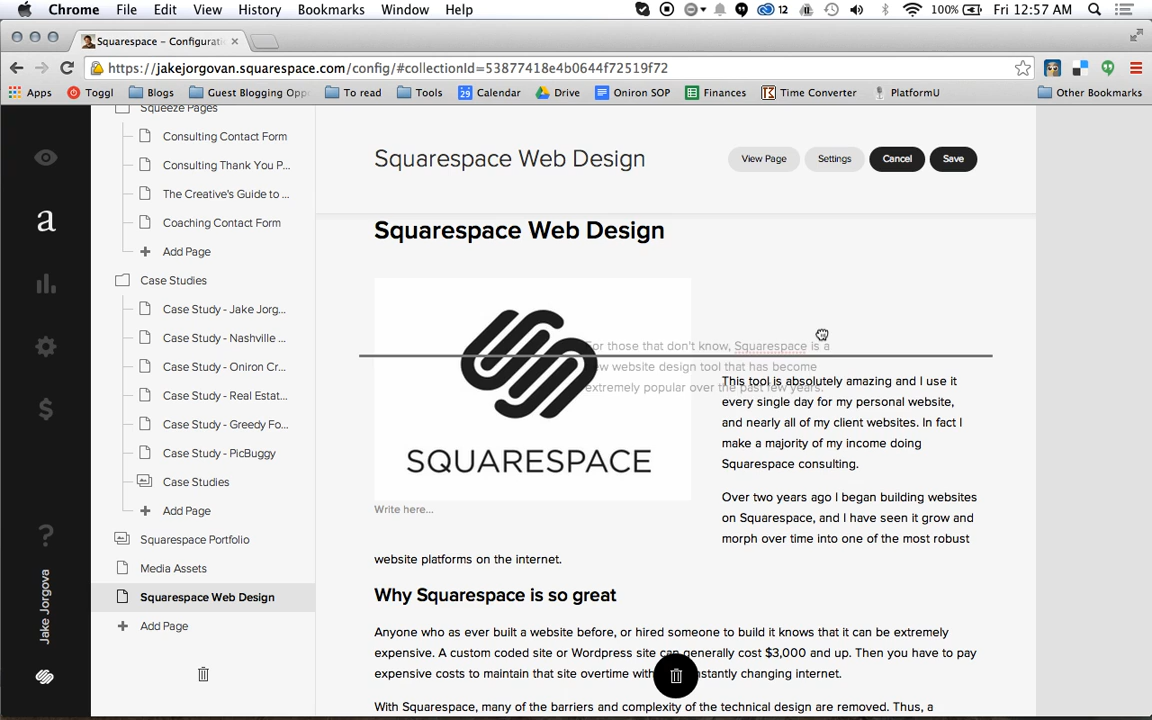 Chrome File Edit View History Bookmarks Window Help 12 100% Fri 12:57 AM
Squarespace – Configurati
https://jakejorgovan.squarespace.com/config/#collectionId=53877418e4b0644f72519f72
Apps Toggl Blogs Guest Blogging Oppo To read Tools 29 Calendar Drive Oniron SOP Finances Time Converter PlatformU Other Bookmarks
Squeeze Pages
Consulting Contact Form
Consulting Thank You P...
The Creative's Guide to ...
Coaching Contact Form
Add Page
Case Studies
Case Study - Jake Jorg...
Case Study - Nashville ...
Case Study - Oniron Cr...
Case Study - Real Estat...
Case Study - Greedy Fo...
Case Study - PicBuggy
Case Studies
Add Page
Squarespace Portfolio
Media Assets
Squarespace Web Design
Add Page
a
$
?
Jake Jorgova
Squarespace Web Design
View Page Settings Cancel Save
Squarespace Web Design
SQUARESPACE
Write here...
For those that don't know, Squarespace is a
new website design tool that has become
extremely popular over the past few years.
This tool is absolutely amazing and I use it
every single day for my personal website,
and nearly all of my client websites. In fact I
make a majority of my income doing
Squarespace consulting.
Over two years ago I began building websites
on Squarespace, and I have seen it grow and
morph over time into one of the most robust
website platforms on the internet.
Why Squarespace is so great
Anyone who as ever built a website before, or hired someone to build it knows that it can be extremely
expensive. A custom coded site or Wordpress site can generally cost $3,000 and up. Then you have to pay
expensive costs to maintain that site overtime with constantly changing internet.
With Squarespace, many of the barriers and complexity of the technical design are removed. Thus, a